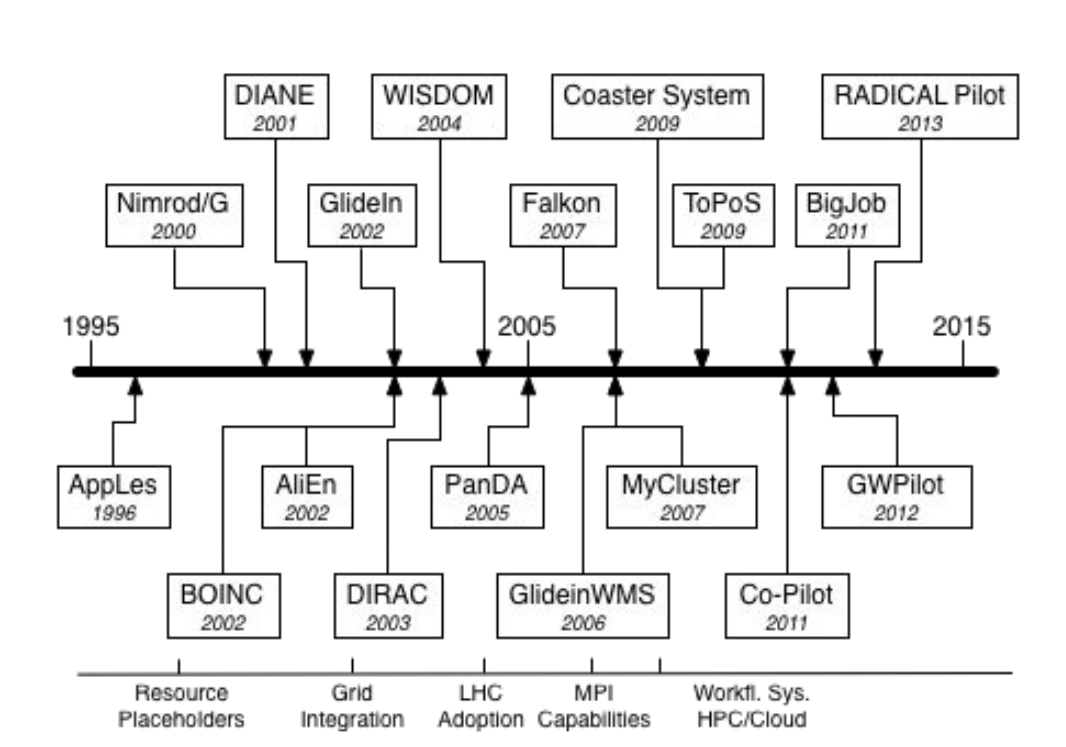 DIANE
2001
WISDOM
2004
Coaster System
2009
RADICAL Pilot
2013
Nimrod/G
2000
GlideIn
2002
Falkon
2007
ToPoS
2009
BigJob
2011
1995
2005
2015
AppLes
1996
AliEn
2002
PanDA
2005
MyCluster
2007
GWPilot
2012
BOINC
2002
DIRAC
2003
GlideinWMS
2006
Co-Pilot
2011
Resource
Placeholders
Grid
Integration
LHC
Adoption
MPI
Capabilities
Workfl. Sys.
HPC/Cloud